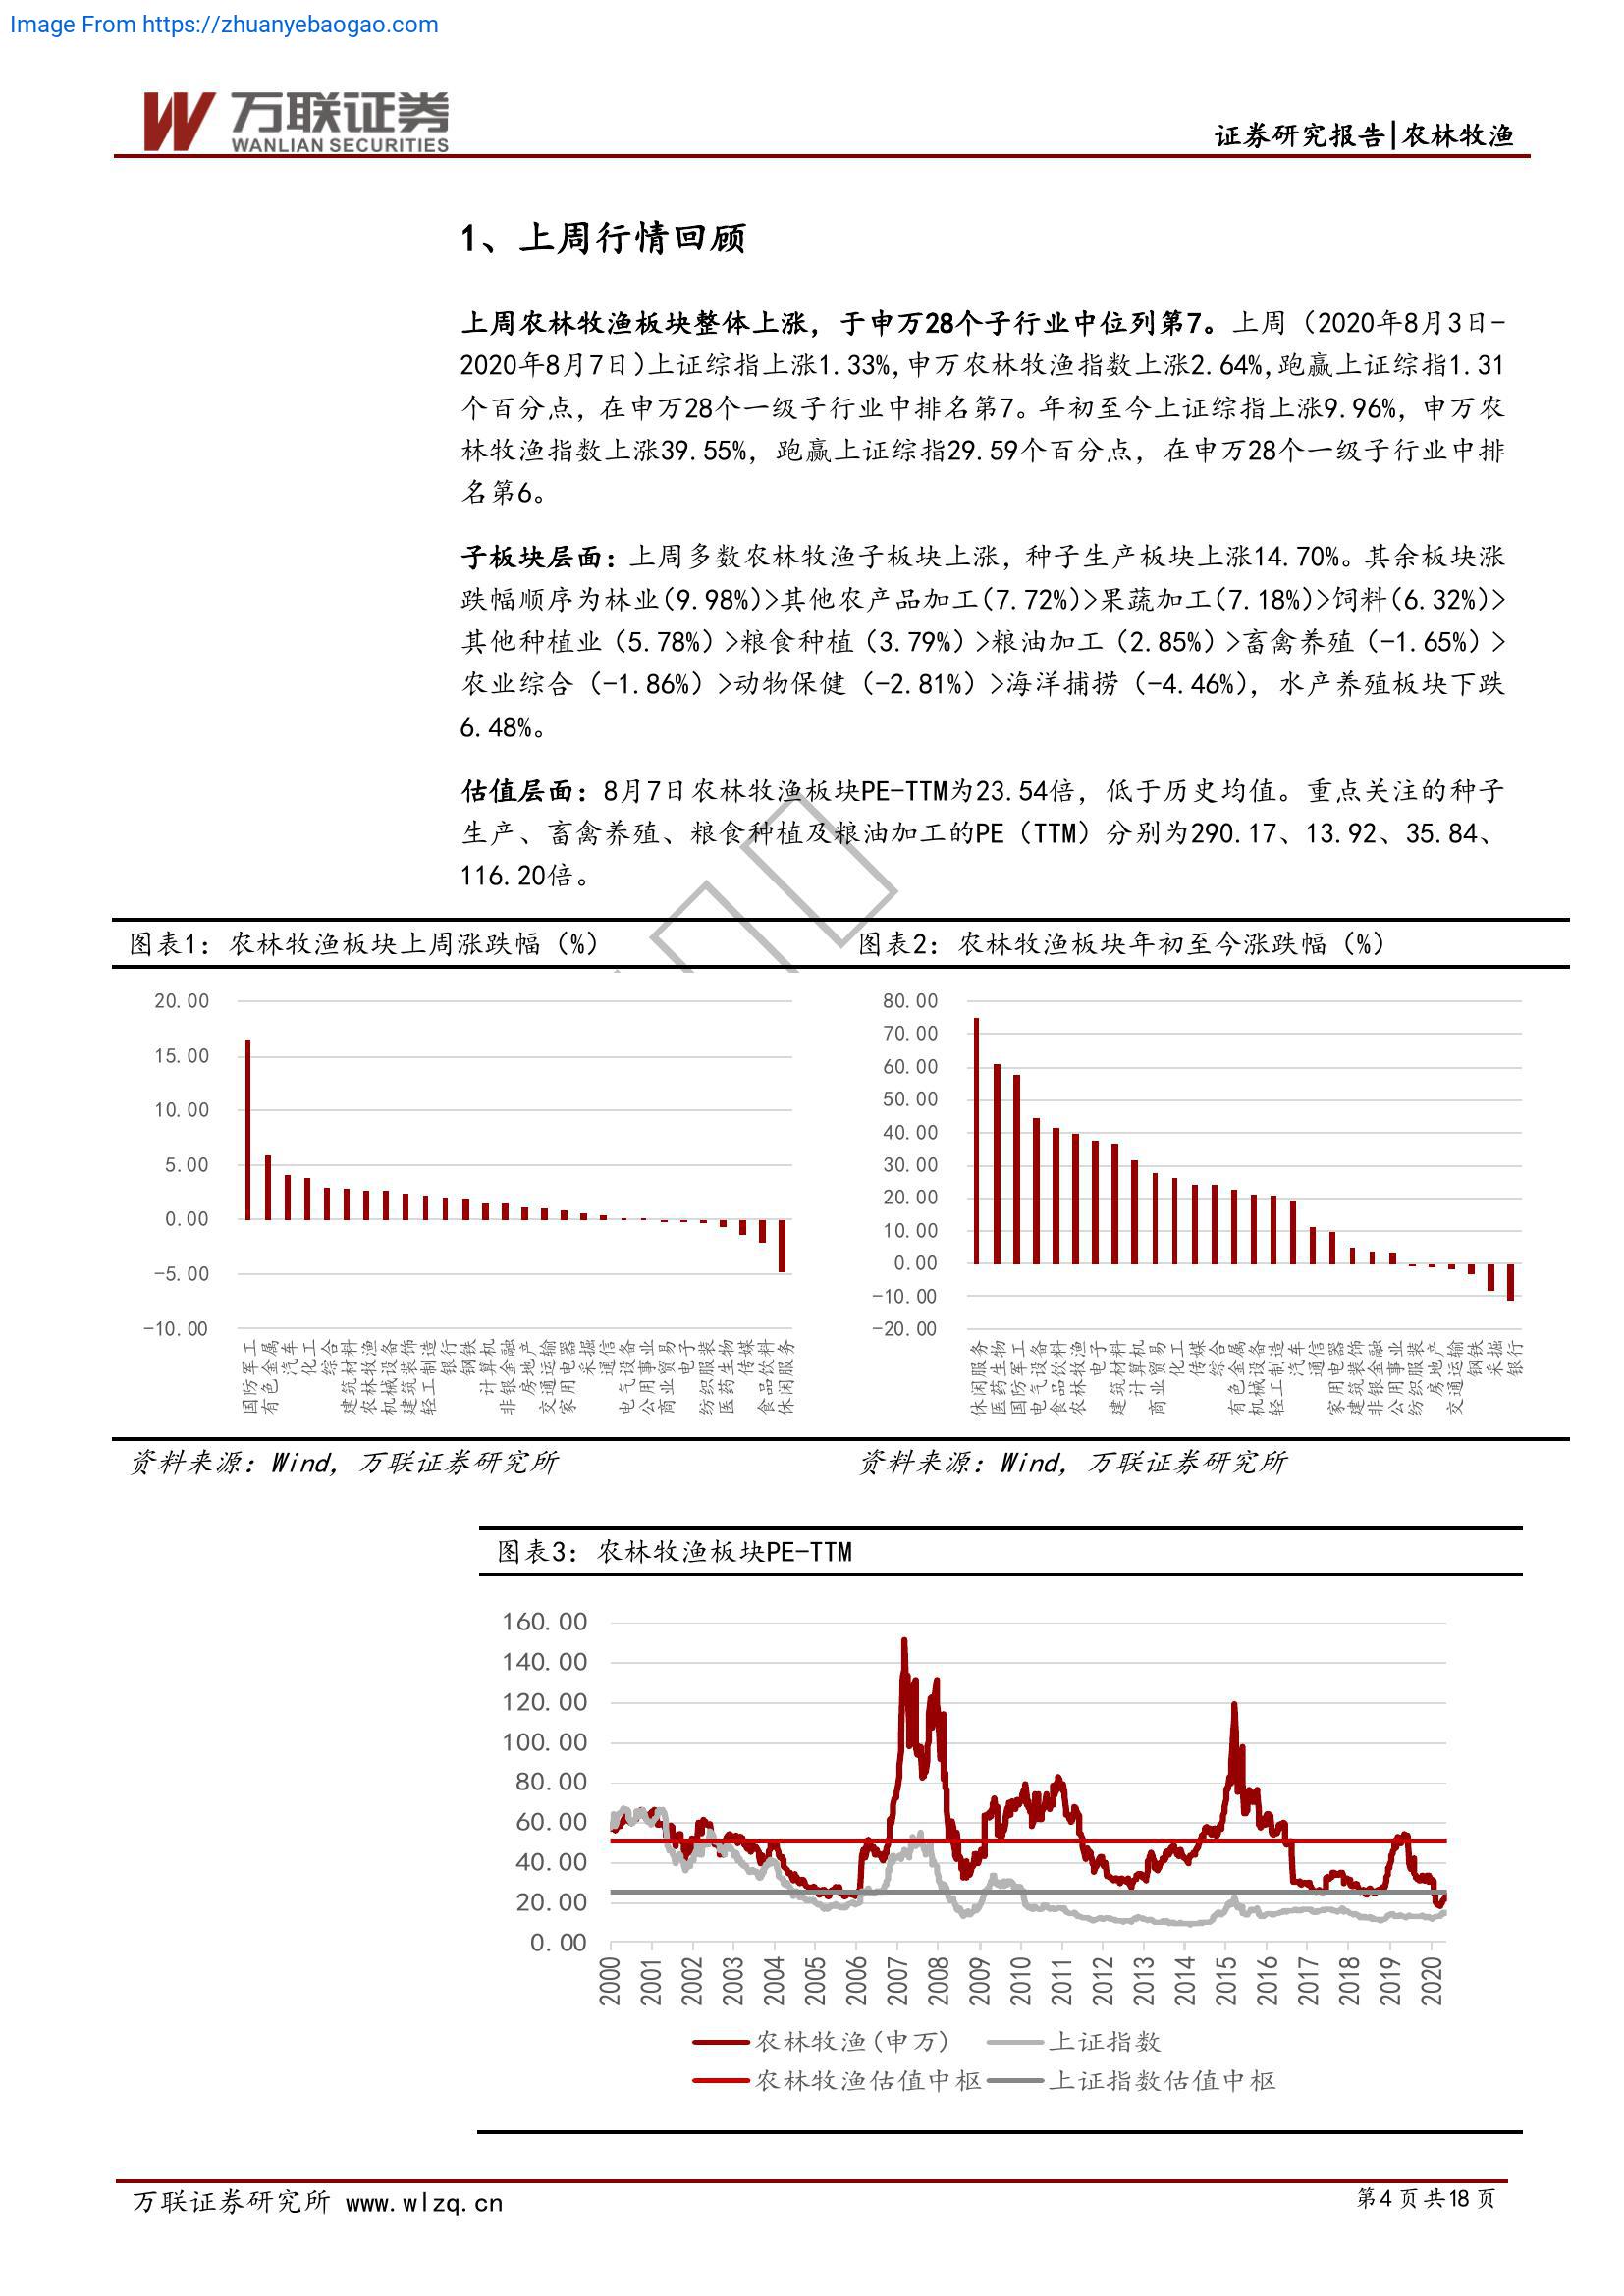 Image From https://zhuanyebaogao.com
万联证券
WANLIAN SECURITIES
证券研究报告|农林牧渔
1、上周行情回顾
上周农林牧渔板块整体上涨，于申万28个子行业中位列第7。上周（2020年8月3日-
2020年8月7日)上证综指上涨1.33%,申万农林牧渔指数上涨2.64%,跑赢上证综指1.31
个百分点，在申万28个一级子行业中排名第7。年初至今上证综指上涨9.96%，申万农
林牧渔指数上涨39.55%，跑赢上证综指29.59个百分点，在申万28个一级子行业中排
名第6。
子板块层面：上周多数农林牧渔子板块上涨，种子生产板块上涨14.70%。其余板块涨
跌幅顺序为林业(9.98%)>其他农产品加工(7.72%)>果蔬加工(7.18%)>饲料(6.32%)>
其他种植业（5.78%）>粮食种植（3.79%）>粮油加工（2.85%）>畜禽养殖（-1.65%）>
农业综合（-1.86%）>动物保健（-2.81%）>海洋捕捞（-4.46%），水产养殖板块下跌
6.48%。
估值层面：8月7日农林牧渔板块PE-TTM为23.54倍，低于历史均值。重点关注的种子
生产、畜禽养殖、粮食种植及粮油加工的PE（TTM）分别为290.17、13.92、35.84、
116.20倍。
图表1：农林牧渔板块上周涨跌幅（%）
20.00
15.00
10.00
5.00
0.00
-5.00
-10.00
国防军工
有色金属
汽车
化工
综合
建筑材料
农林牧渔
机械设备
建筑装饰
轻工制造
银行
钢铁
计算机
非银金融
房地产
交通运输
家用电器
采掘
通信
电气设备
公用事业
商业贸易
电子
纺织服装
医药生物
传媒
食品饮料
休闲服务
资料来源：Wind，万联证券研究所
图表2：农林牧渔板块年初至今涨跌幅（%）
80.00
70.00
60.00
50.00
40.00
30.00
20.00
10.00
0.00
-10.00
-20.00
休闲服务
医药生物
国防军工
电气设备
食品饮料
农林牧渔
电子
建筑材料
计算机
商业贸易
化工
传媒
综合
有色金属
机械设备
轻工制造
汽车
通信
家用电器
建筑装饰
非银金融
公用事业
纺织服装
房地产
交通运输
钢铁
采掘
银行
资料来源：Wind，万联证券研究所
图表3：农林牧渔板块PE-TTM
160.00
140.00
120.00
100.00
80.00
60.00
40.00
20.00
0.00
2000
2001
2002
2003
2004
2005
2006
2007
2008
2009
2010
2011
2012
2013
2014
2015
2016
2017
2018
2019
2020
农林牧渔(申万)
上证指数
农林牧渔估值中枢
上证指数估值中枢
万联证券研究所 www.wlzq.cn
第4页共18页